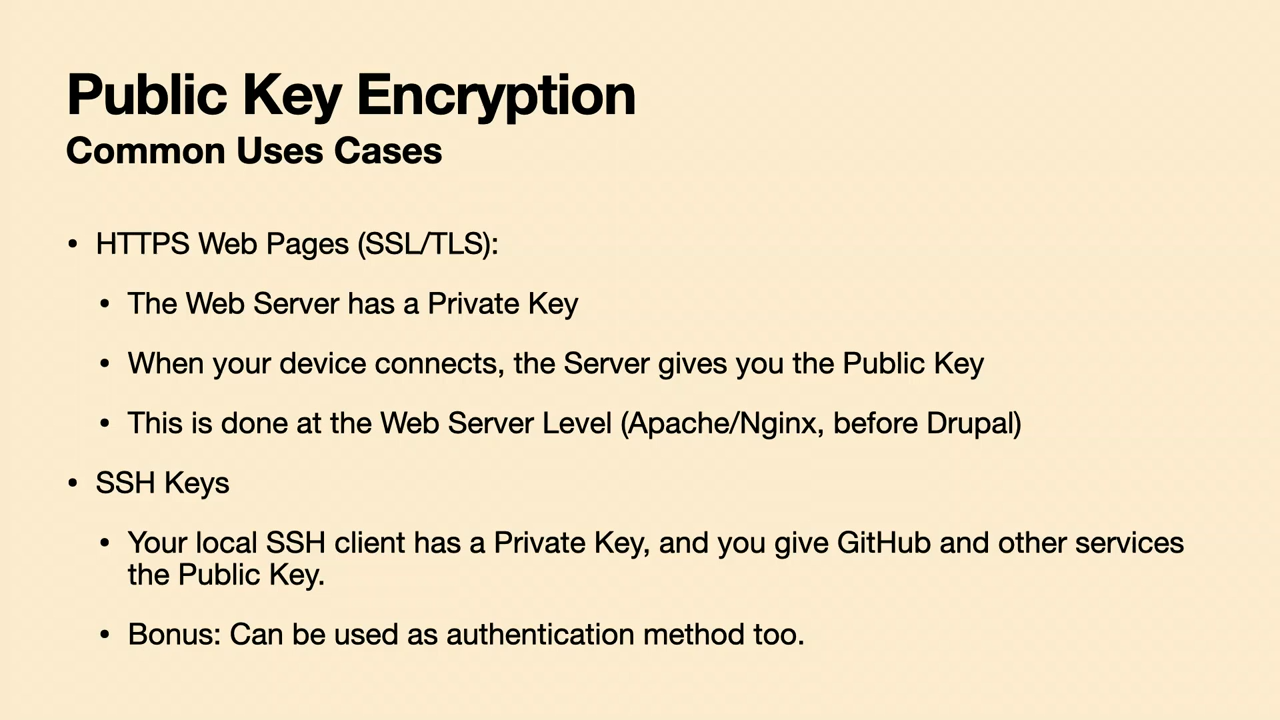 Public Key Encryption
Common Uses Cases
• HTTPS Web Pages (SSL/TLS):
• The Web Server has a Private Key
• When your device connects, the Server gives you the Public Key
• This is done at the Web Server Level (Apache/Nginx, before Drupal)
• SSH Keys
• Your local SSH client has a Private Key, and you give GitHub and other services
the Public Key.
• Bonus: Can be used as authentication method too.